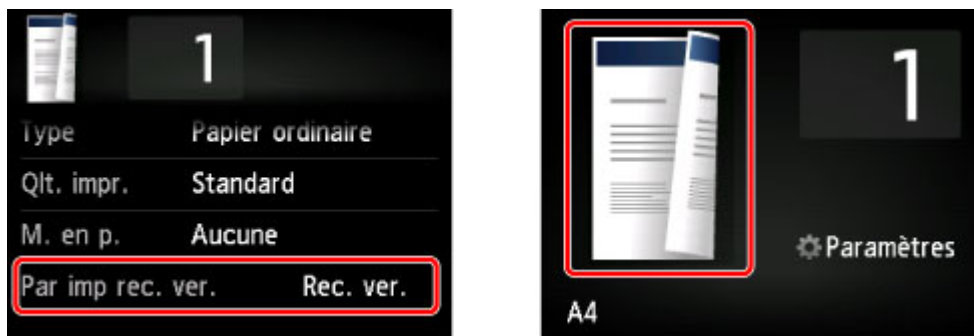 1
Type Papier ordinaire
Qlt. impr. Standard
M. en p. Aucune
Par imp rec. ver. Rec. ver.
1
Paramètres
A4